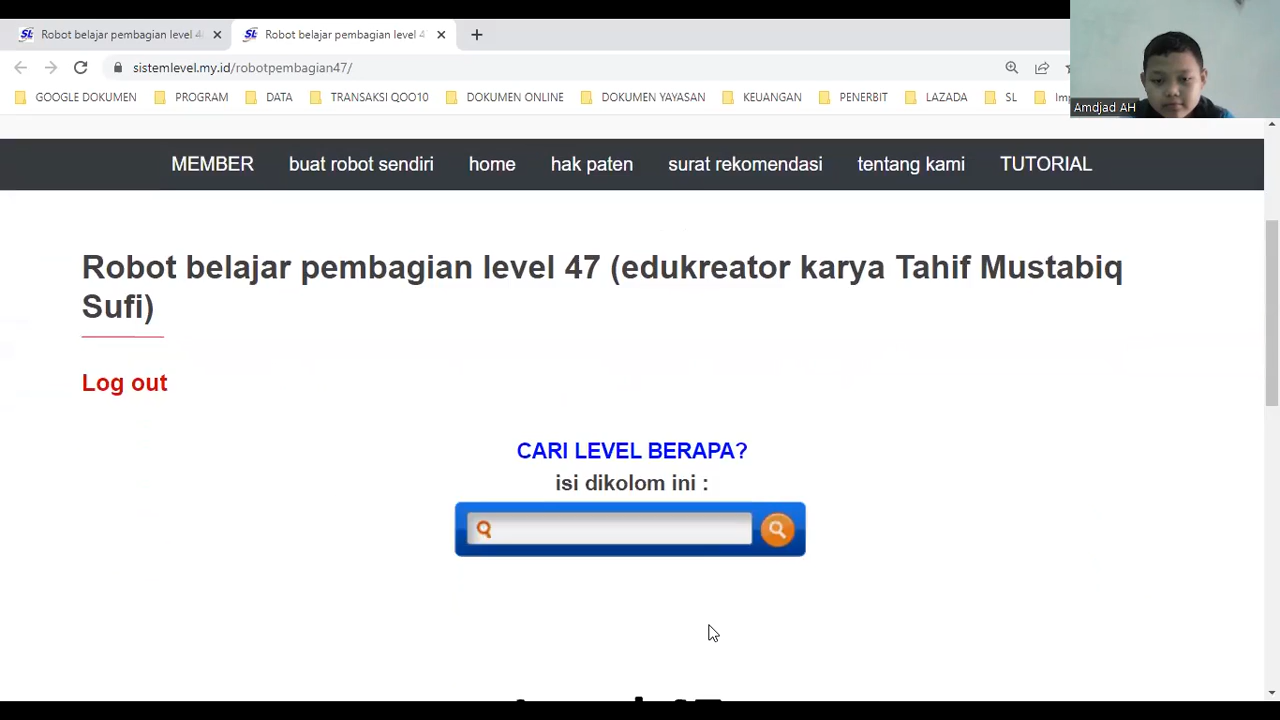 Robot belajar pembagian level 4
Robot belajar pembagian level 4
sistemlevel.my.id/robotpembagian47/
GOOGLE DOKUMEN PROGRAM DATA TRANSAKSI QOO10 DOKUMEN ONLINE DOKUMEN YAYASAN KEUANGAN PENERBIT LAZADA SL
Amdjad AH
MEMBER buat robot sendiri home hak paten surat rekomendasi tentang kami TUTORIAL
Robot belajar pembagian level 47 (edukreator karya Tahif Mustabiq
Sufi)
Log out
CARI LEVEL BERAPA?
isi dikolom ini :